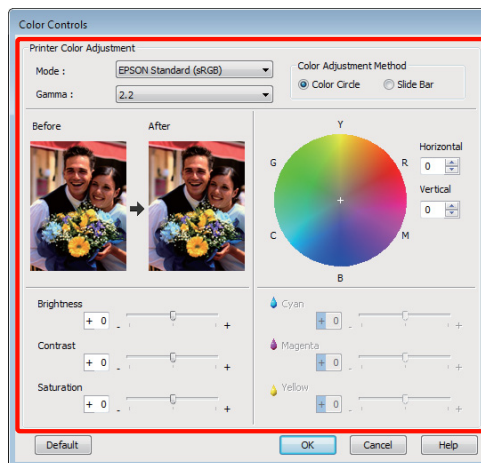 Color Controls
Printer Color Adjustment
Mode : EPSON Standard (sRGB)
Gamma : 2.2
Color Adjustment Method
Color Circle Slide Bar
Before After
Y
G R
C M
B
Horizontal
0
Vertical
0
Brightness
+ 0 - +
Contrast
+ 0 - +
Saturation
+ 0 - +
Cyan
+ 0 - +
Magenta
+ 0 - +
Yellow
+ 0 - +
Default OK Cancel Help